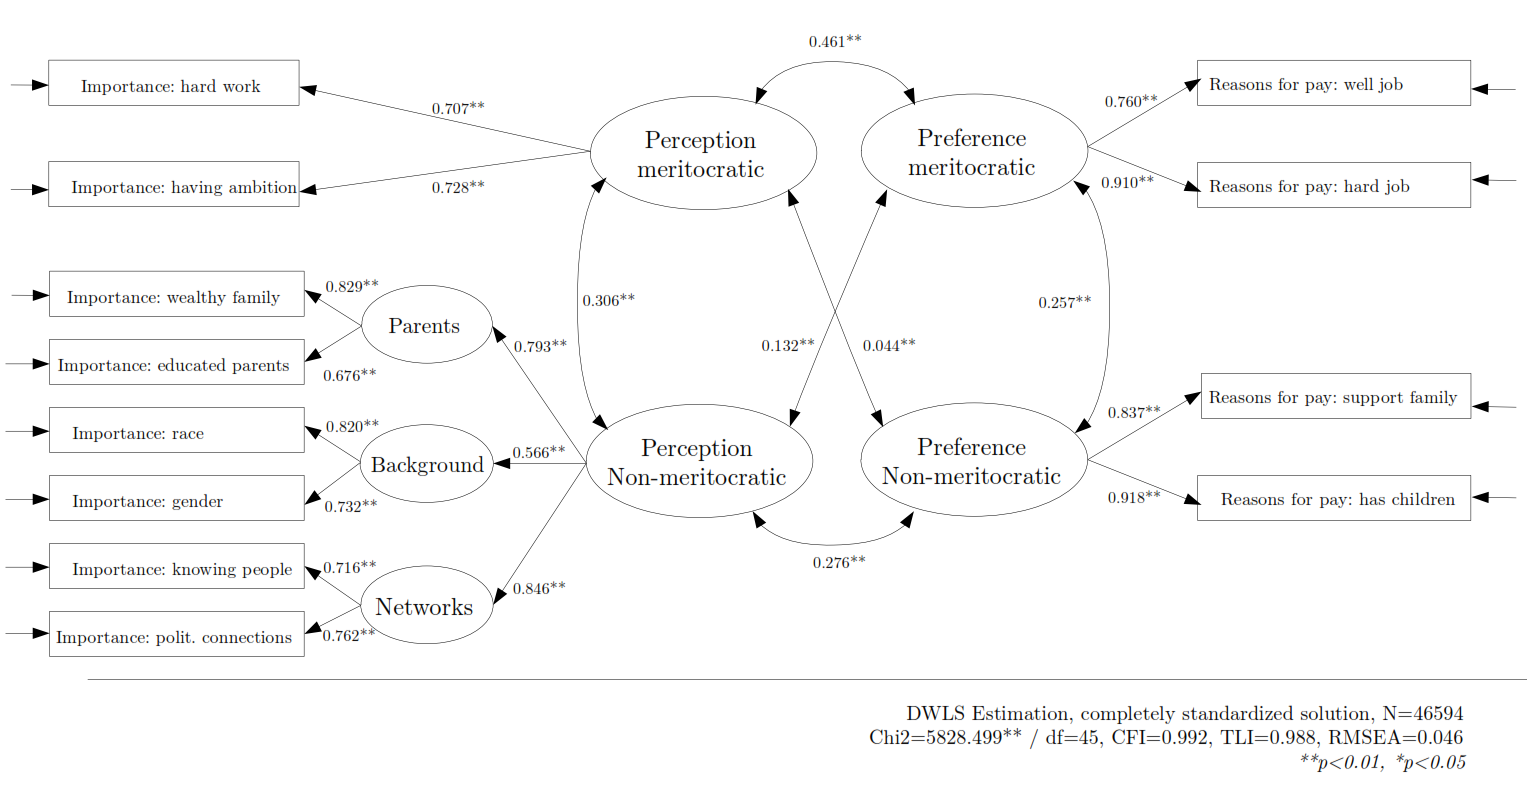 0.461**
Importance: hard work
0.707**
Importance: having ambition
0.728**
Perception
meritocratic
Preference
meritocratic
0.760**
Reasons for pay: well job
0.910**
Reasons for pay: hard job
Importance: wealthy family
0.829**
Parents
Importance: educated parents
0.676**
0.793**
0.306**
0.132**
0.044**
0.257**
Importance: race
0.820**
Background
Importance: gender
0.732**
0.566**
Perception
Non-meritocratic
Preference
Non-meritocratic
0.837**
Reasons for pay: support family
0.918**
Reasons for pay: has children
0.276**
Importance: knowing people
0.716**
Networks
0.846**
Importance: polit. connections
0.762**
DWLS Estimation, completely standardized solution, N=46594
Chi2=5828.499** / df=45, CFI=0.992, TLI=0.988, RMSEA=0.046
**p<0.01, *p<0.05